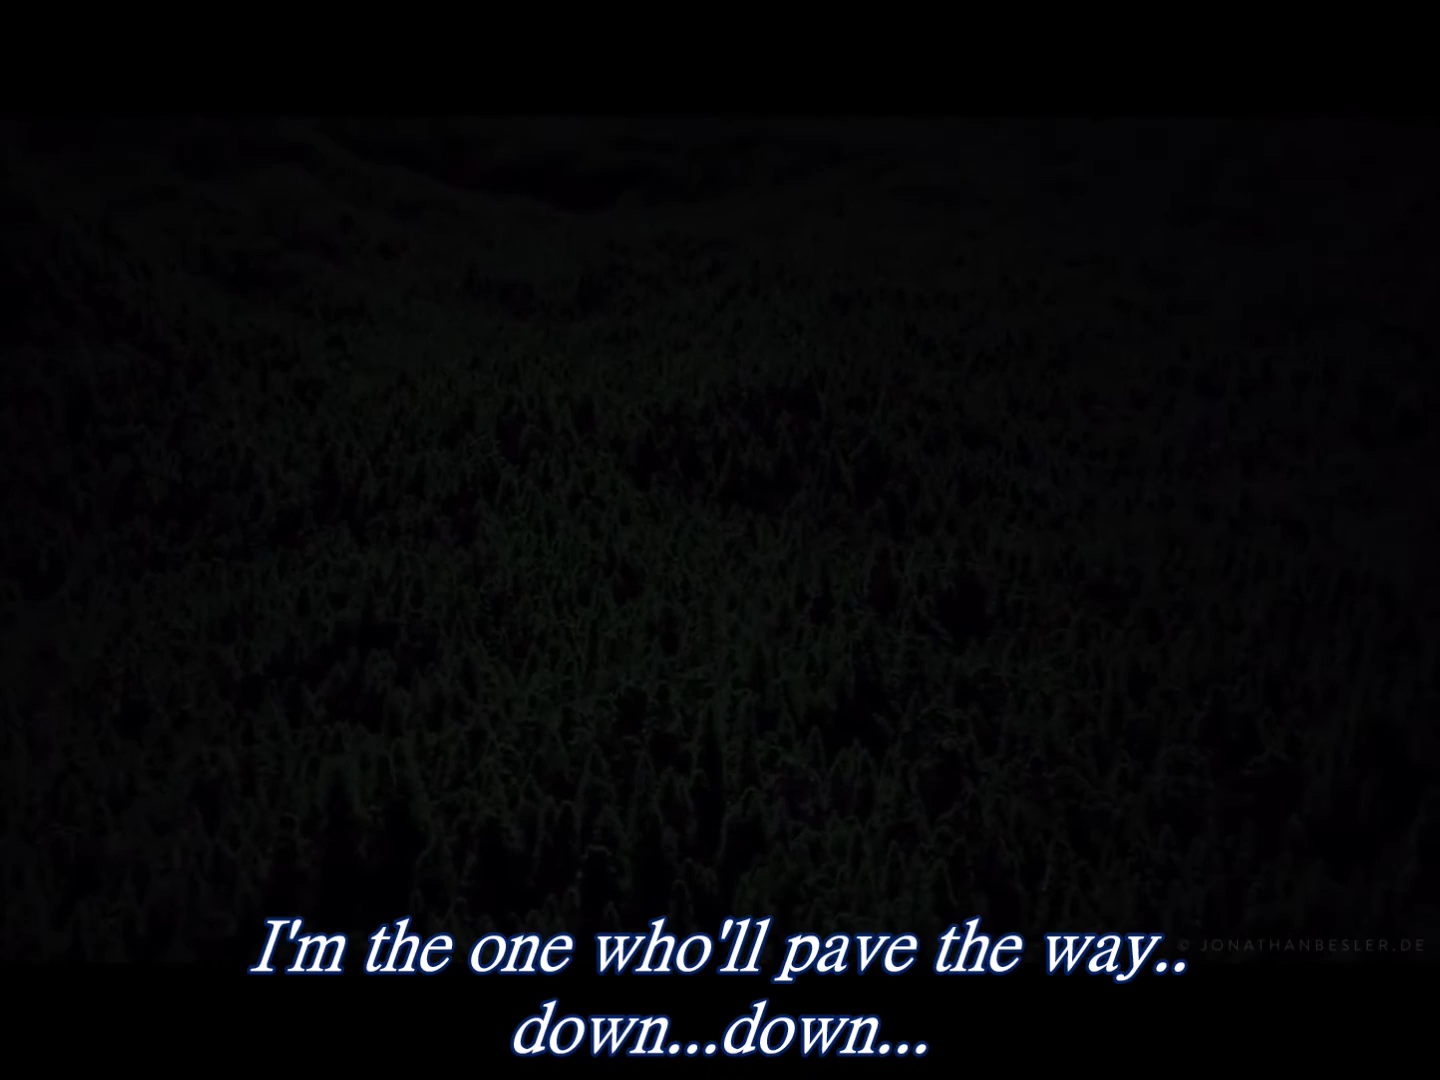 I'm the one who'll pave the way..
© JONATHANBESLER.DE
down...down...